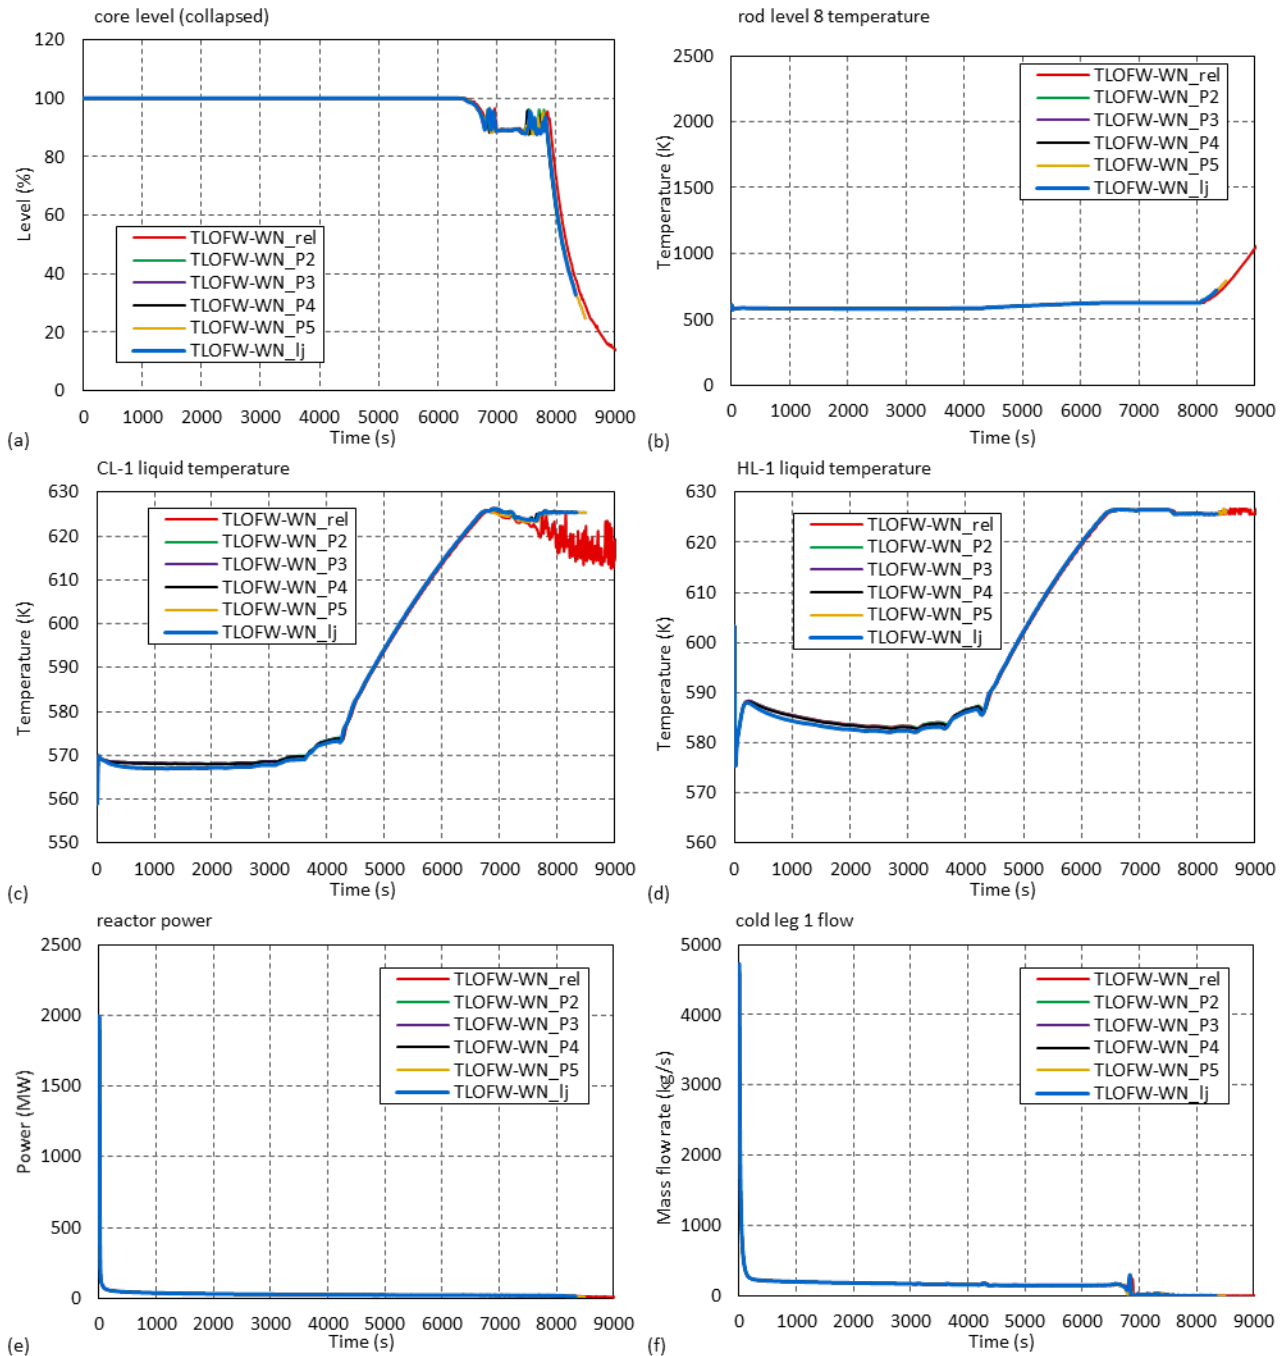 core level (collapsed)
120
100
80
60
40
20
0
Level (%)
TLOFW-WN_rel
TLOFW-WN_P2
TLOFW-WN_P3
TLOFW-WN_P4
TLOFW-WN_P5
TLOFW-WN_lj
0 1000 2000 3000 4000 5000 6000 7000 8000 9000
Time (s)
(a)
rod level 8 temperature
2500
2000
1500
1000
500
0
Temperature (K)
TLOFW-WN_rel
TLOFW-WN_P2
TLOFW-WN_P3
TLOFW-WN_P4
TLOFW-WN_P5
TLOFW-WN_lj
0 1000 2000 3000 4000 5000 6000 7000 8000 9000
Time (s)
(b)
CL-1 liquid temperature
630
620
610
600
590
580
570
560
550
Temperature (K)
TLOFW-WN_rel
TLOFW-WN_P2
TLOFW-WN_P3
TLOFW-WN_P4
TLOFW-WN_P5
TLOFW-WN_lj
0 1000 2000 3000 4000 5000 6000 7000 8000 9000
Time (s)
(c)
HL-1 liquid temperature
630
620
610
600
590
580
570
560
Temperature (K)
TLOFW-WN_rel
TLOFW-WN_P2
TLOFW-WN_P3
TLOFW-WN_P4
TLOFW-WN_P5
TLOFW-WN_lj
0 1000 2000 3000 4000 5000 6000 7000 8000 9000
Time (s)
(d)
reactor power
2500
2000
1500
1000
500
0
Power (MW)
TLOFW-WN_rel
TLOFW-WN_P2
TLOFW-WN_P3
TLOFW-WN_P4
TLOFW-WN_P5
TLOFW-WN_lj
0 1000 2000 3000 4000 5000 6000 7000 8000 9000
Time (s)
(e)
cold leg 1 flow
5000
4000
3000
2000
1000
0
Mass flow rate (kg/s)
TLOFW-WN_rel
TLOFW-WN_P2
TLOFW-WN_P3
TLOFW-WN_P4
TLOFW-WN_P5
TLOFW-WN_lj
0 1000 2000 3000 4000 5000 6000 7000 8000 9000
Time (s)
(f)